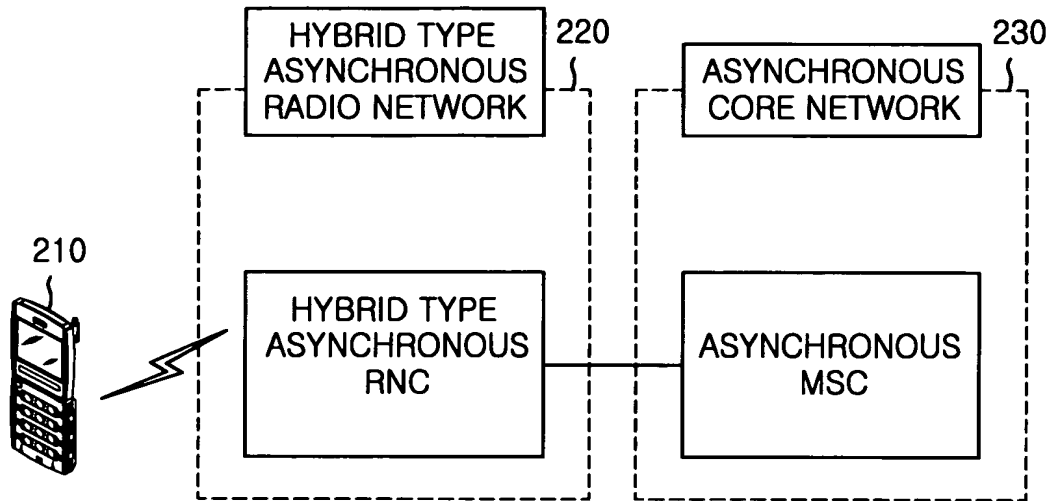 HYBRID TYPE
ASYNCHRONOUS
RADIO NETWORK
220
ASYNCHRONOUS
CORE NETWORK
230
210
HYBRID TYPE
ASYNCHRONOUS
RNC
ASYNCHRONOUS
MSC